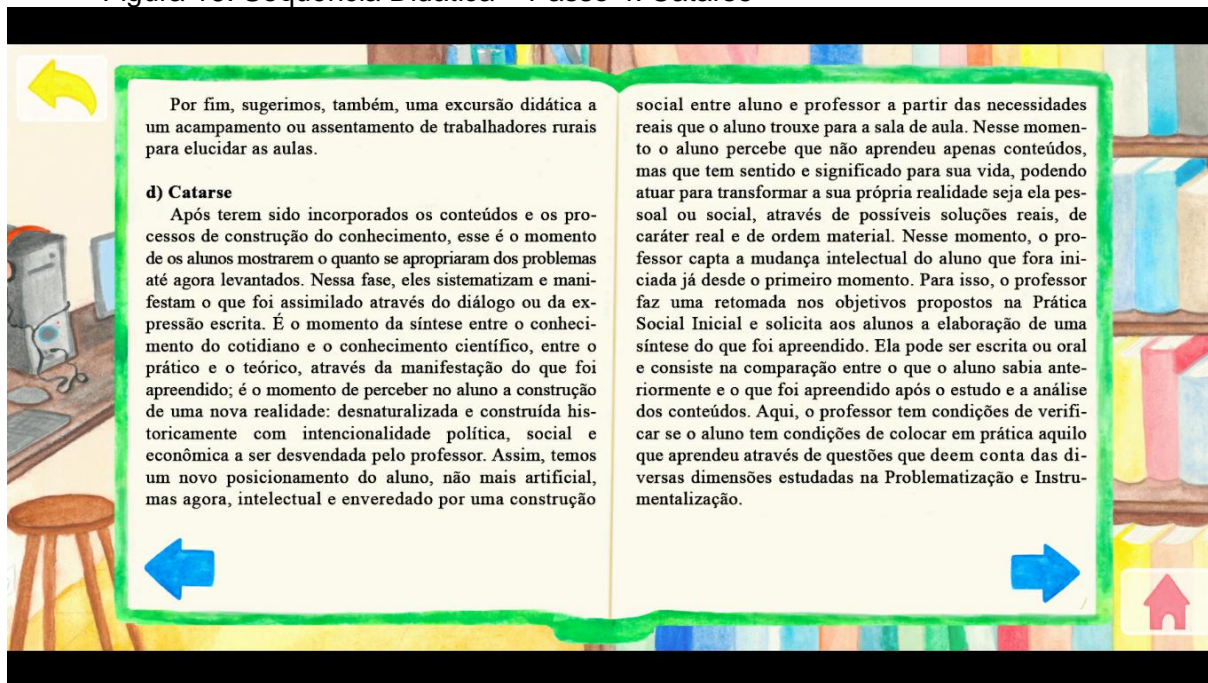 Figura 13: Sequência Didática – Passo 4: Catarse
Por fim, sugerimos, também, uma excursão didática a
um acampamento ou assentamento de trabalhadores rurais
para elucidar as aulas.
d) Catarse
Após terem sido incorporados os conteúdos e os pro-
cessos de construção do conhecimento, esse é o momento
de os alunos mostrarem o quanto se apropriaram dos problemas
até agora levantados. Nessa fase, eles sistematizam e mani-
festam o que foi assimilado através do diálogo ou da ex-
pressão escrita. É o momento da síntese entre o conheci-
mento do cotidiano e o conhecimento científico, entre o
prático e o teórico, através da manifestação do que foi
apreendido; é o momento de perceber no aluno a construção
de uma nova realidade: desnaturalizada e construída his-
toricamente com intencionalidade política, social e
econômica a ser desvendada pelo professor. Assim, temos
um novo posicionamento do aluno, não mais artificial,
mas agora, intelectual e enveredado por uma construção
social entre aluno e professor a partir das necessidades
reais que o aluno trouxe para a sala de aula. Nesse momen-
to o aluno percebe que não aprendeu apenas conteúdos,
mas que tem sentido e significado para sua vida, podendo
atuar para transformar a sua própria realidade seja ela pes-
soal ou social, através de possíveis soluções reais, de
caráter real e de ordem material. Nesse momento, o pro-
fessor capta a mudança intelectual do aluno que fora ini-
ciada já desde o primeiro momento. Para isso, o professor
faz uma retomada nos objetivos propostos na Prática
Social Inicial e solicita aos alunos a elaboração de uma
síntese do que foi apreendido. Ela pode ser escrita ou oral
e consiste na comparação entre o que o aluno sabia ante-
riormente e o que foi apreendido após o estudo e a análise
dos conteúdos. Aqui, o professor tem condições de verifi-
car se o aluno tem condições de colocar em prática aquilo
que aprendeu através de questões que deem conta das di-
versas dimensões estudadas na Problematização e Instru-
mentalização.